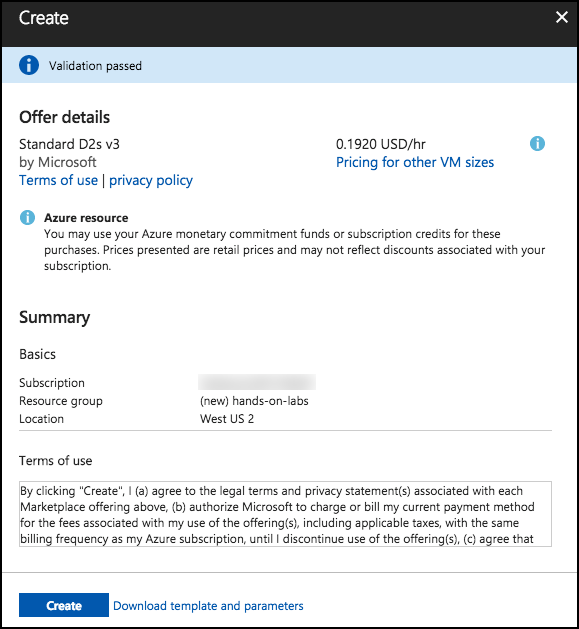 Create
Validation passed
Offer details
Standard D2s v3
0.1920 USD/hr
by Microsoft
Pricing for other VM sizes
Terms of use | privacy policy
Azure resource
You may use your Azure monetary commitment funds or subscription credits for these
purchases. Prices presented are retail prices and may not reflect discounts associated with your
subscription.
Summary
Basics
Subscription
Resource group (new) hands-on-labs
Location West US 2
Terms of use
By clicking "Create", I (a) agree to the legal terms and privacy statement(s) associated with each
Marketplace offering above, (b) authorize Microsoft to charge or bill my current payment method
for the fees associated with my use of the offering(s), including applicable taxes, with the same
billing frequency as my Azure subscription, until I discontinue use of the offering(s), (c) agree that
Create Download template and parameters